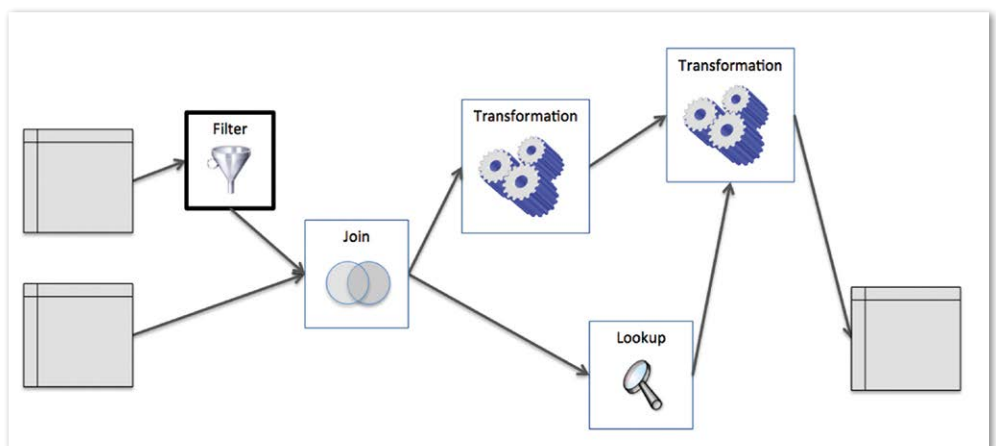 Filter
Join
Transformation
Transformation
Lookup